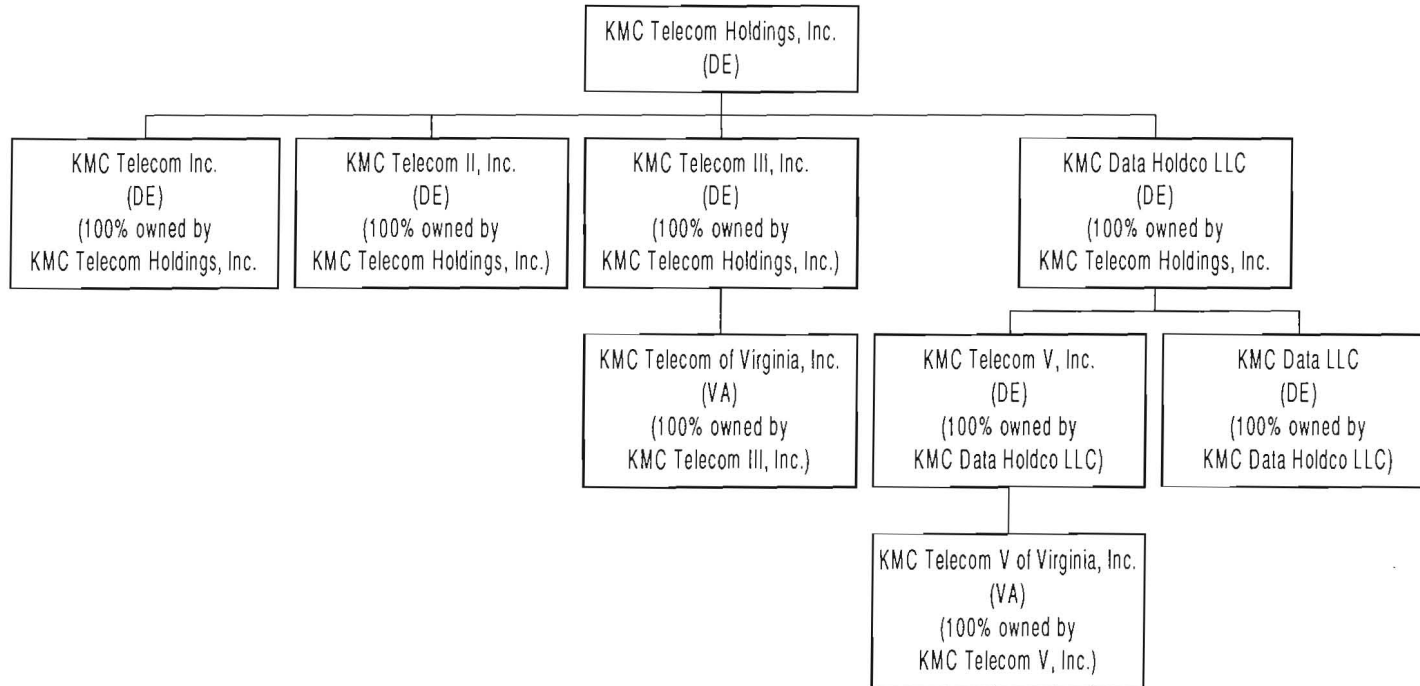 KMC Telecom Holdings, Inc.
(DE)
KMC Telecom Inc.
(DE)
(100% owned by
KMC Telecom Holdings, Inc.
KMC Telecom II, Inc.
(DE)
(100% owned by
KMC Telecom Holdings, Inc.)
KMC Telecom III, Inc.
(DE)
(100% owned by
KMC Telecom Holdings, Inc.)
KMC Data Holdco LLC
(DE)
(100% owned by
KMC Telecom Holdings, Inc.
KMC Telecom of Virginia, Inc.
(VA)
(100% owned by
KMC Telecom III, Inc.)
KMC Telecom V, Inc.
(DE)
(100% owned by
KMC Data Holdco LLC)
KMC Data LLC
(DE)
(100% owned by
KMC Data Holdco LLC)
KMC Telecom V of Virginia, Inc.
(VA)
(100% owned by
KMC Telecom V, Inc.)